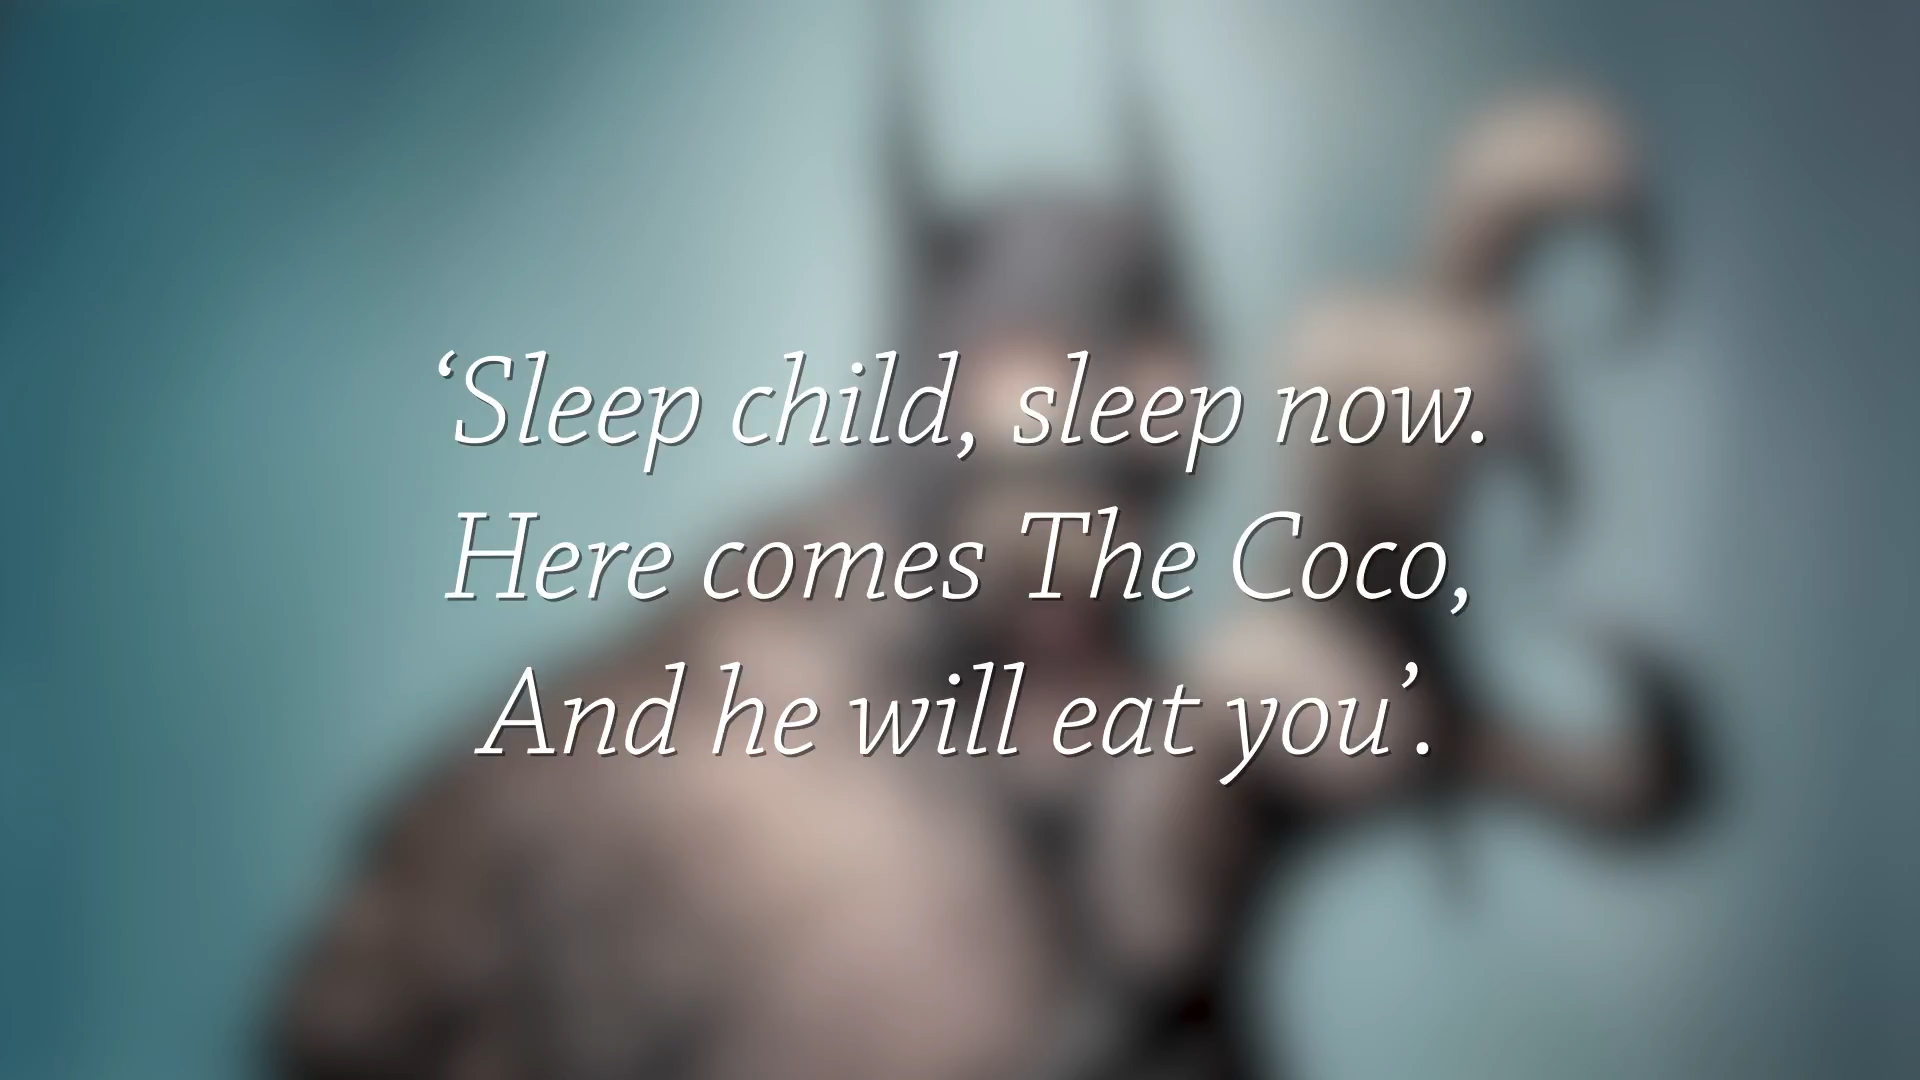 ‘Sleep child, sleep now.
Here comes The Coco,
And he will eat you’.